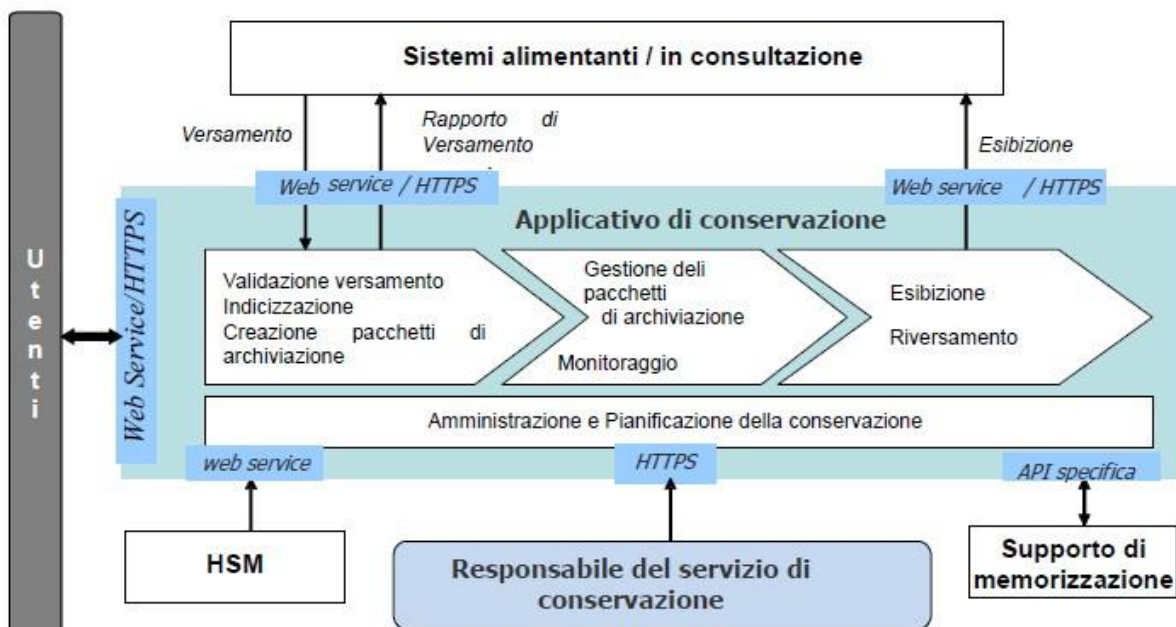 Utenti
Sistemi alimentanti / in consultazione
Versamento
Rapporto di
Versamento
Esibizione
Web service / HTTPS
Web service / HTTPS
Web Service/HTTPS
Applicativo di conservazione
Validazione versamento
Indicizzazione
Creazione pacchetti di
archiviazione
Gestione deli
pacchetti
di archiviazione
Monitoraggio
Esibizione
Riversamento
Amministrazione e Pianificazione della conservazione
web service
HTTPS
API specifica
HSM
Responsabile del servizio di
conservazione
Supporto di
memorizzazione